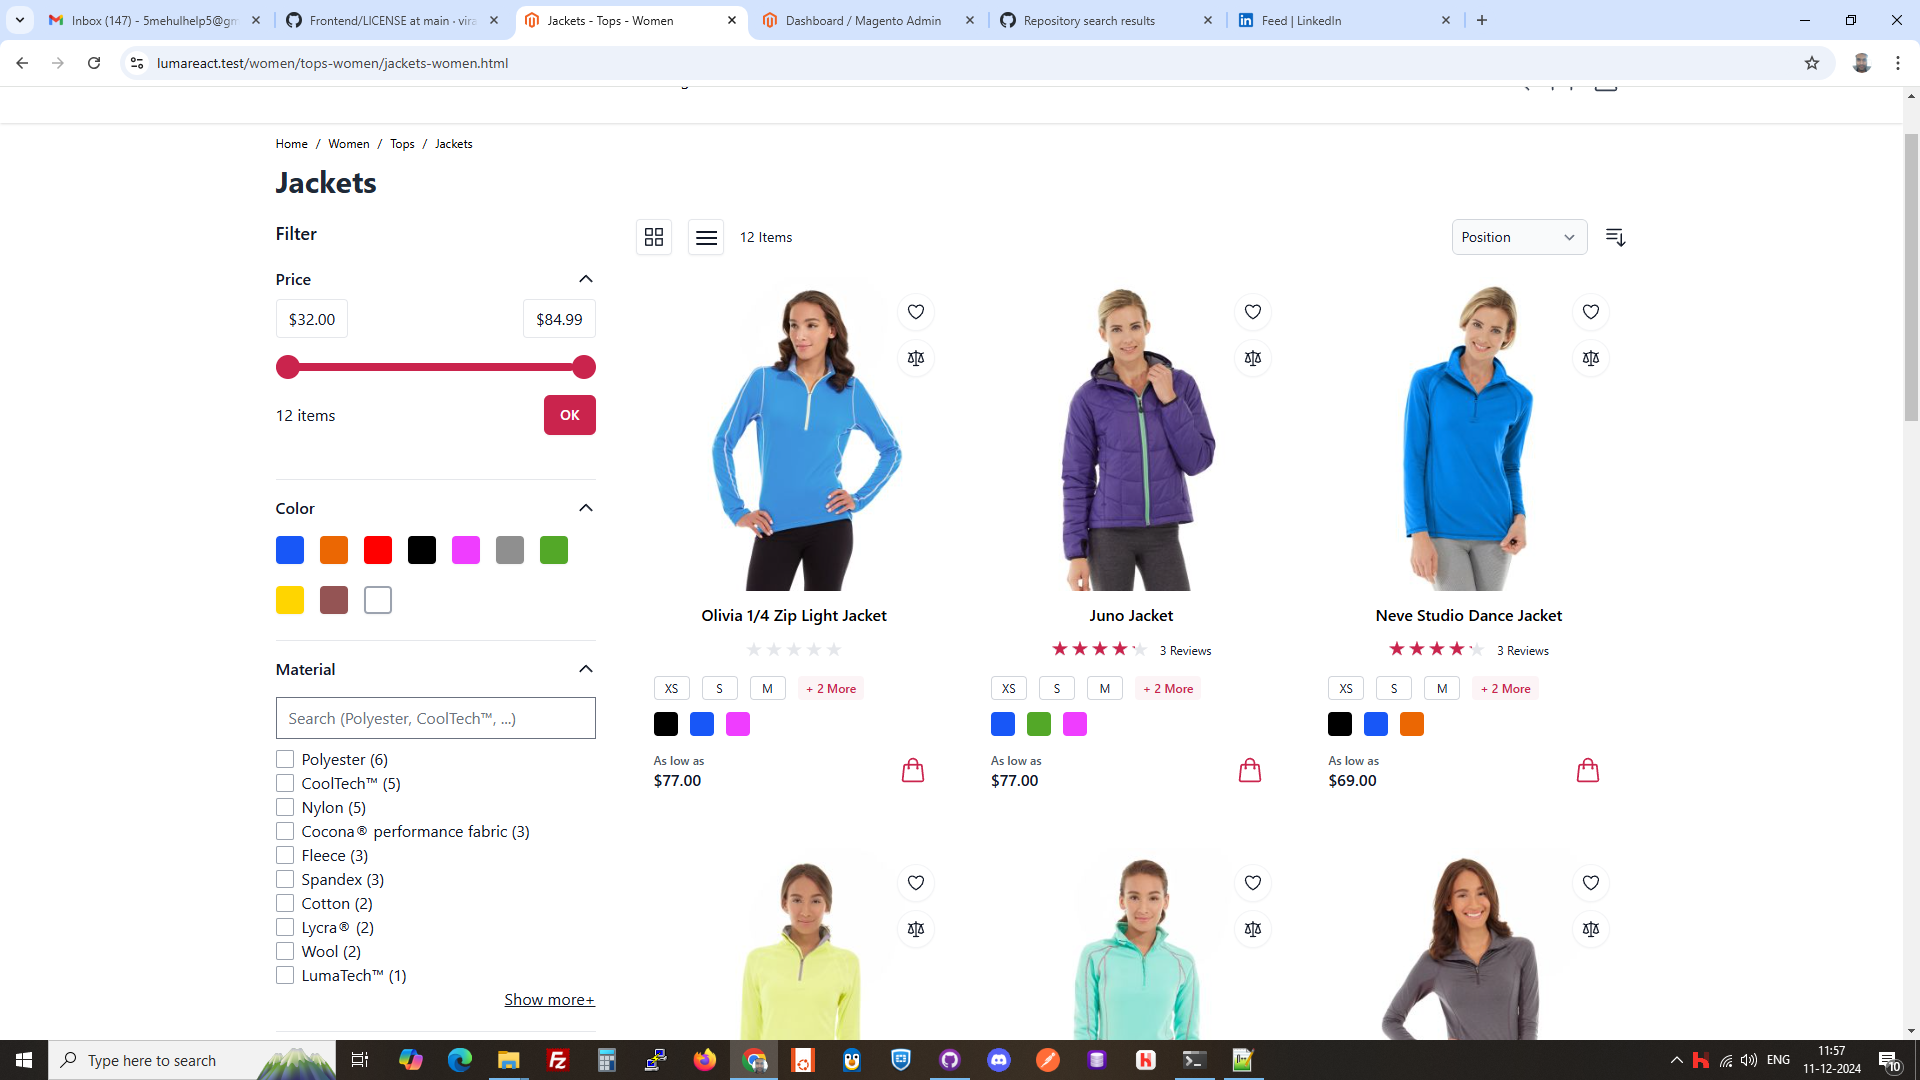 Inbox (147) - 5mehulhelp5@gm
Frontend/LICENSE at main · vira
Jackets - Tops - Women
Dashboard / Magento Admin
Repository search results
Feed | LinkedIn
lumareact.test/women/tops-women/jackets-women.html
Home / Women / Tops / Jackets
Jackets
Filter
12 Items
Position
Price
$32.00
$84.99
12 items
OK
Color
Material
Search (Polyester, CoolTech™, ...)
Polyester (6)
CoolTech™ (5)
Nylon (5)
Cocona® performance fabric (3)
Fleece (3)
Spandex (3)
Cotton (2)
Lycra® (2)
Wool (2)
LumaTech™ (1)
Show more+
Olivia 1/4 Zip Light Jacket
XS S M + 2 More
As low as
$77.00
Juno Jacket
3 Reviews
XS S M + 2 More
As low as
$77.00
Neve Studio Dance Jacket
3 Reviews
XS S M + 2 More
As low as
$69.00
Type here to search
ENG
11:57
11-12-2024
10